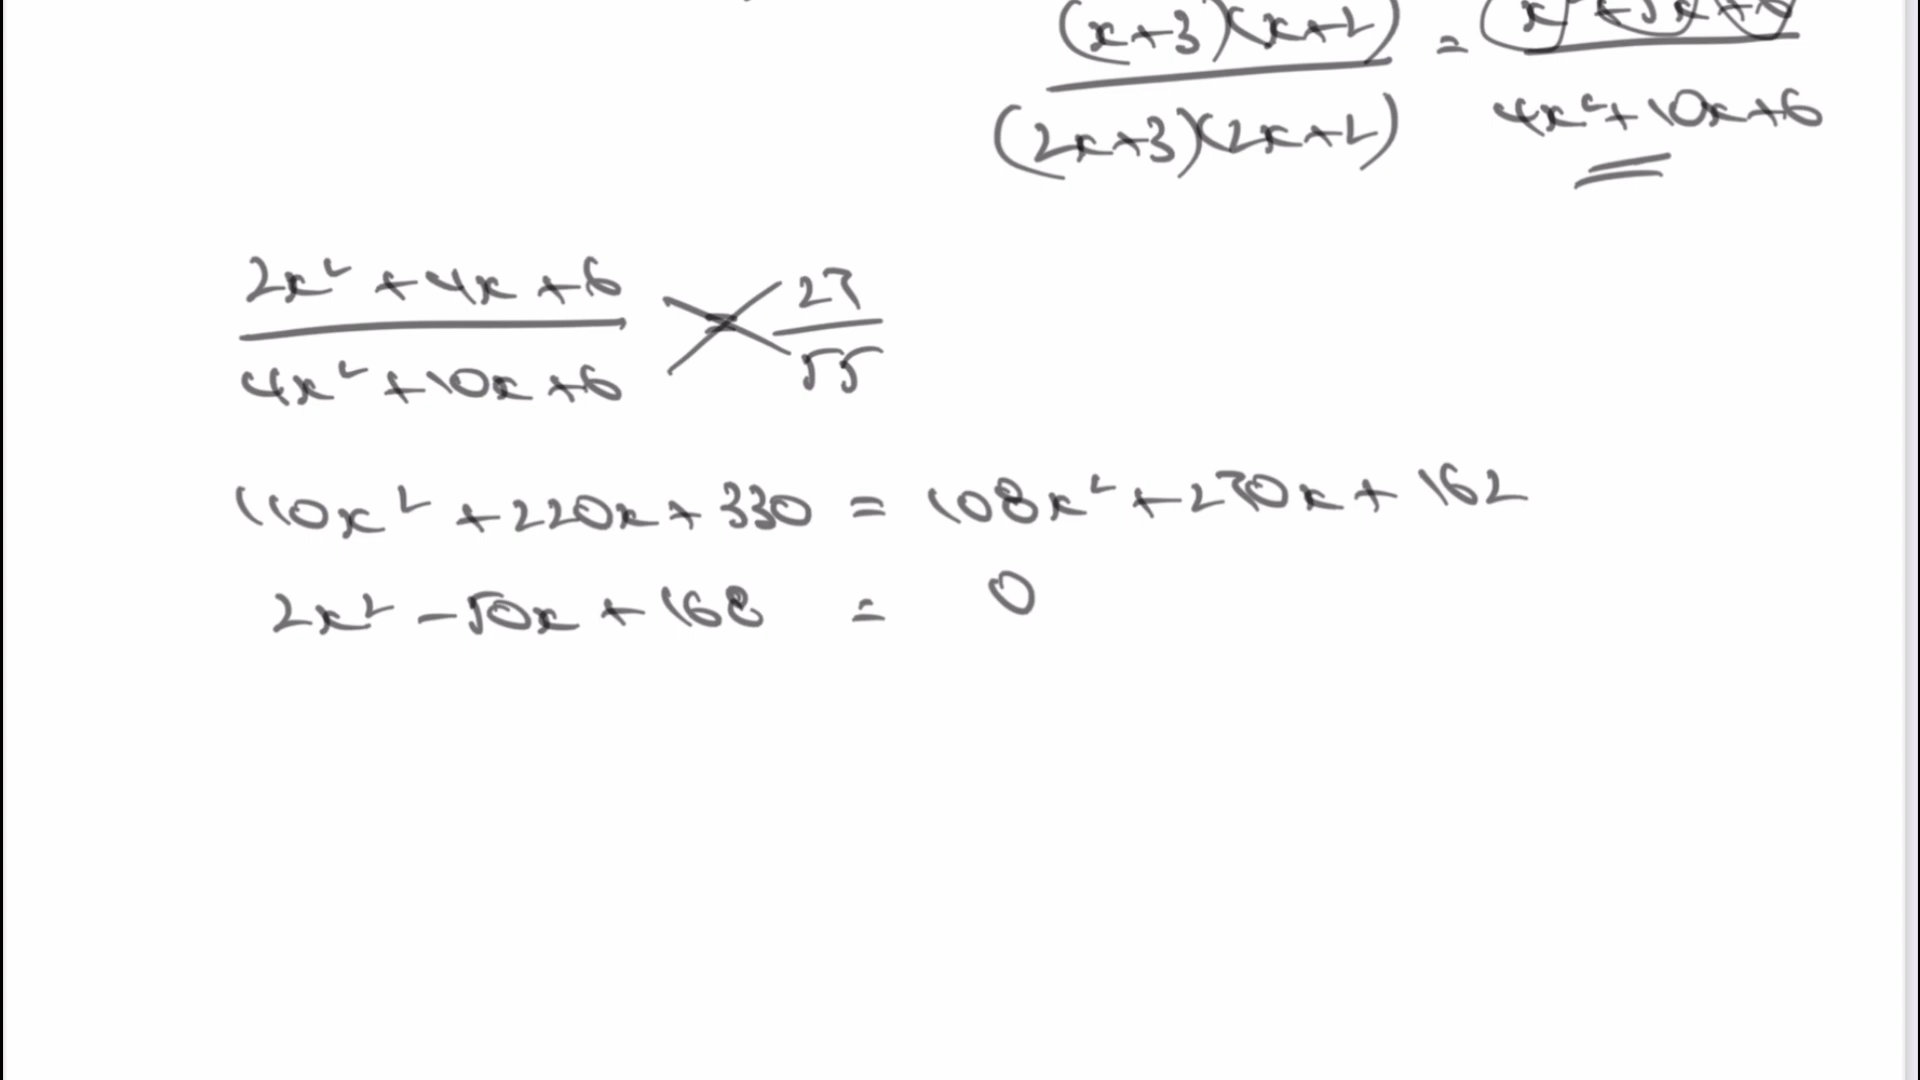 (x+3)(x+2) / (2x+3)(2x+2) = x² + 5x + 6 / 4x² + 10x + 6
2x² + 4x + 6 / 4x² + 10x + 6 = 27 / 55
110x² + 220x + 330 = 108x² + 270x + 162
2x² - 50x + 168 = 0